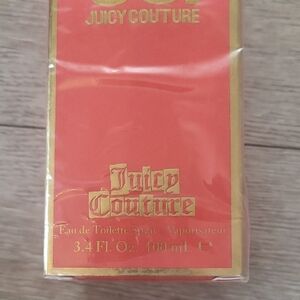 JUICY COUTURE
Juicy
Couture
Eau de Toilette Spray Vaporisateur
3.4 Fl. Oz. 100 ml ℮